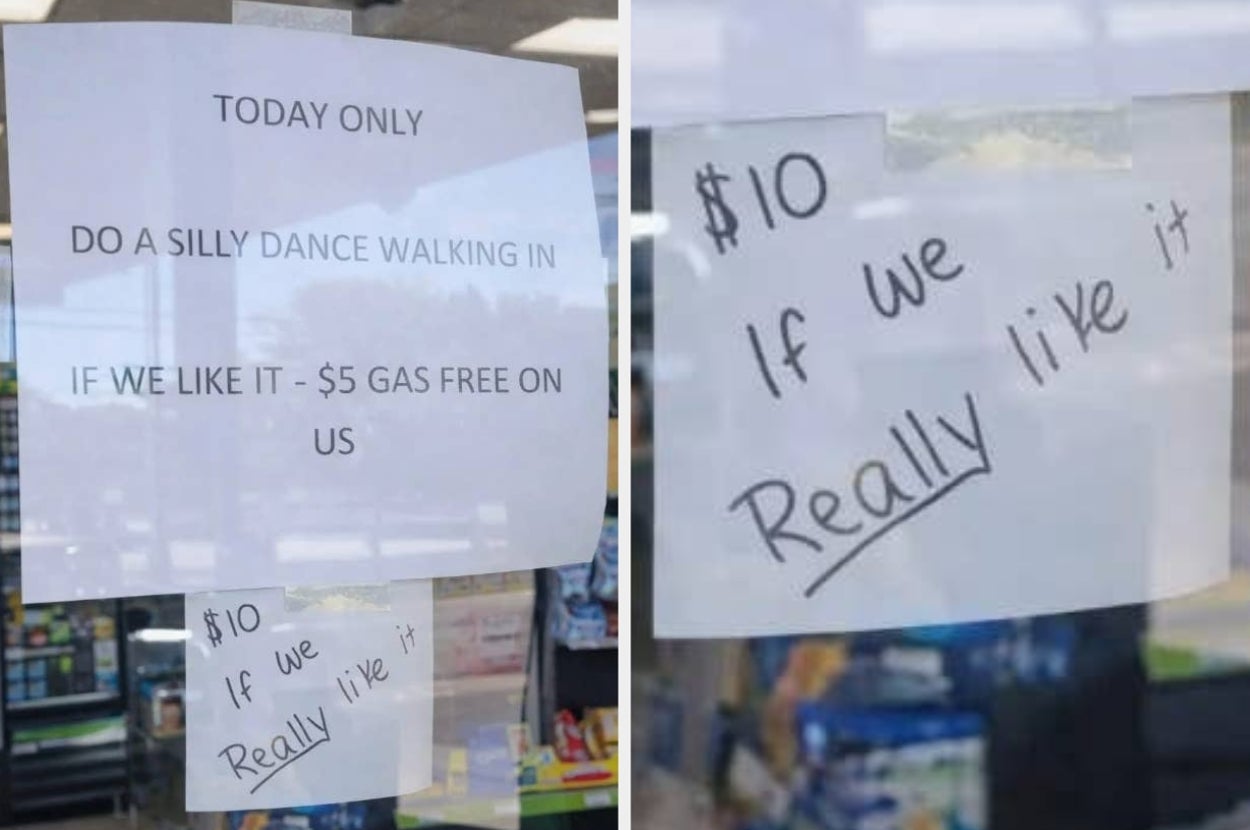 TODAY ONLY
DO A SILLY DANCE WALKING IN
IF WE LIKE IT - $5 GAS FREE ON
US
$10
If we
Really like it
$10
If we
Really like it